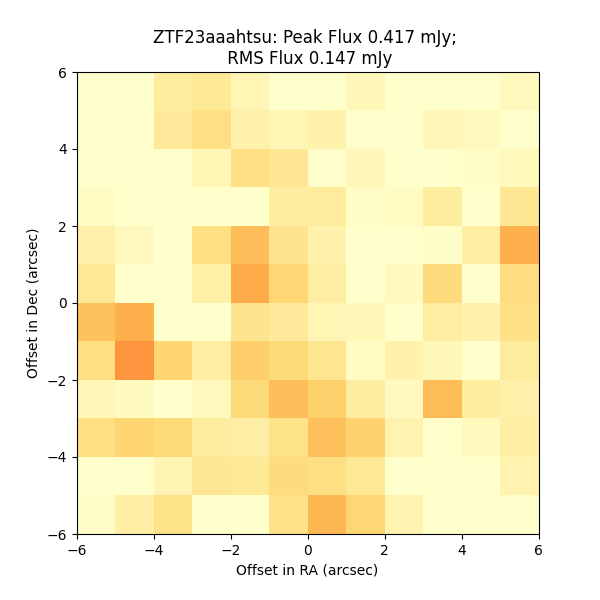 ZTF23aaahtsu: Peak Flux 0.417 mJy;
RMS Flux 0.147 mJy
6
4
2
0
−2
−4
−6
Offset in Dec (arcsec)
−6 −4 −2 0 2 4 6
Offset in RA (arcsec)